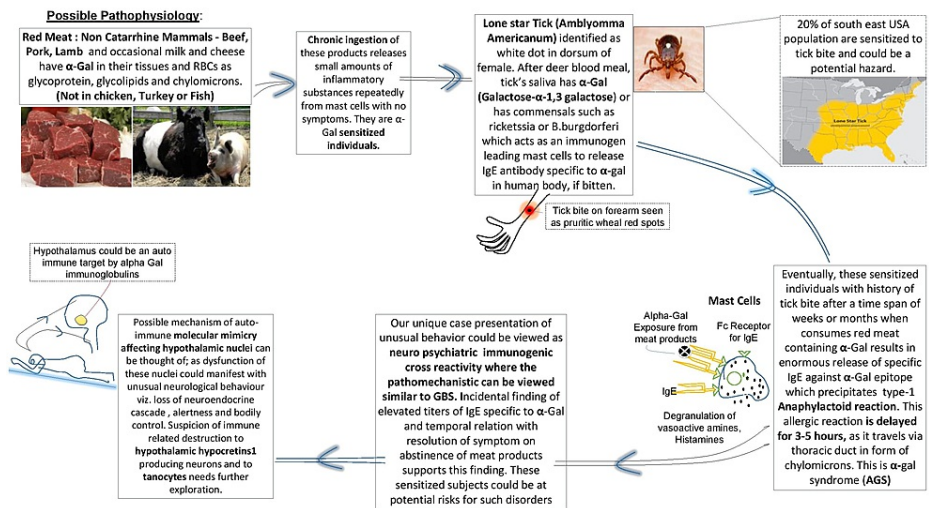 Possible Pathophysiology:
Red Meat : Non Catarrhine Mammals - Beef,
Pork, Lamb and occasional milk and cheese
have α-Gal in their tissues and RBCs as
glycoprotein, glycolipids and chylomicrons.
(Not in chicken, Turkey or Fish)
Chronic ingestion of
these products releases
small amounts of
inflammatory
substances repeatedly
from mast cells with no
symptoms. They are α-
Gal sensitized
individuals.
Lone star Tick (Amblyomma
Americanum) identified as
white dot in dorsum of
female. After deer blood meal,
tick's saliva has α-Gal
(Galactose-α-1,3 galactose) or
has commensals such as
ricketssia or B.burgdorferi
which acts as an immunogen
leading mast cells to release
IgE antibody specific to α-gal
in human body, if bitten.
Tick bite on forearm seen
as pruritic wheal red spots
20% of south east USA
population are sensitized to
tick bite and could be a
potential hazard.
Lone Star Tick
Eventually, these sensitized
individuals with history of
tick bite after a time span of
weeks or months when
consumes red meat
containing α-Gal results in
enormous release of specific
IgE against α-Gal epitope
which precipitates type-1
Anaphylactoid reaction. This
allergic reaction is delayed
for 3-5 hours, as it travels via
thoracic duct in form of
chylomicrons. This is α-gal
syndrome (AGS)
Mast Cells
Alpha-Gal
Exposure from
meat products
Fc Receptor
for IgE
IgE
Degranulation of
vasoactive amines,
Histamines
Our unique case presentation of
unusual behavior could be viewed as
neuro psychiatric immunogenic
cross reactivity where the
pathomechanistic can be viewed
similar to GBS. Incidental finding of
elevated titers of IgE specific to α-Gal
and temporal relation with
resolution of symptom on
abstinence of meat products
supports this finding. These
sensitized subjects could be at
potential risks for such disorders
Possible mechanism of auto-
immune molecular mimicry
affecting hypothalamic nuclei can
be thought of; as dysfunction of
these nuclei could manifest with
unusual neurological behaviour
viz. loss of neuroendocrine
cascade , alertness and bodily
control. Suspicion of immune
related destruction to
hypothalamic hypocretins1
producing neurons and to
tanocytes needs further
exploration.
Hypothalamus could be an auto
immune target by alpha Gal
immunoglobulins